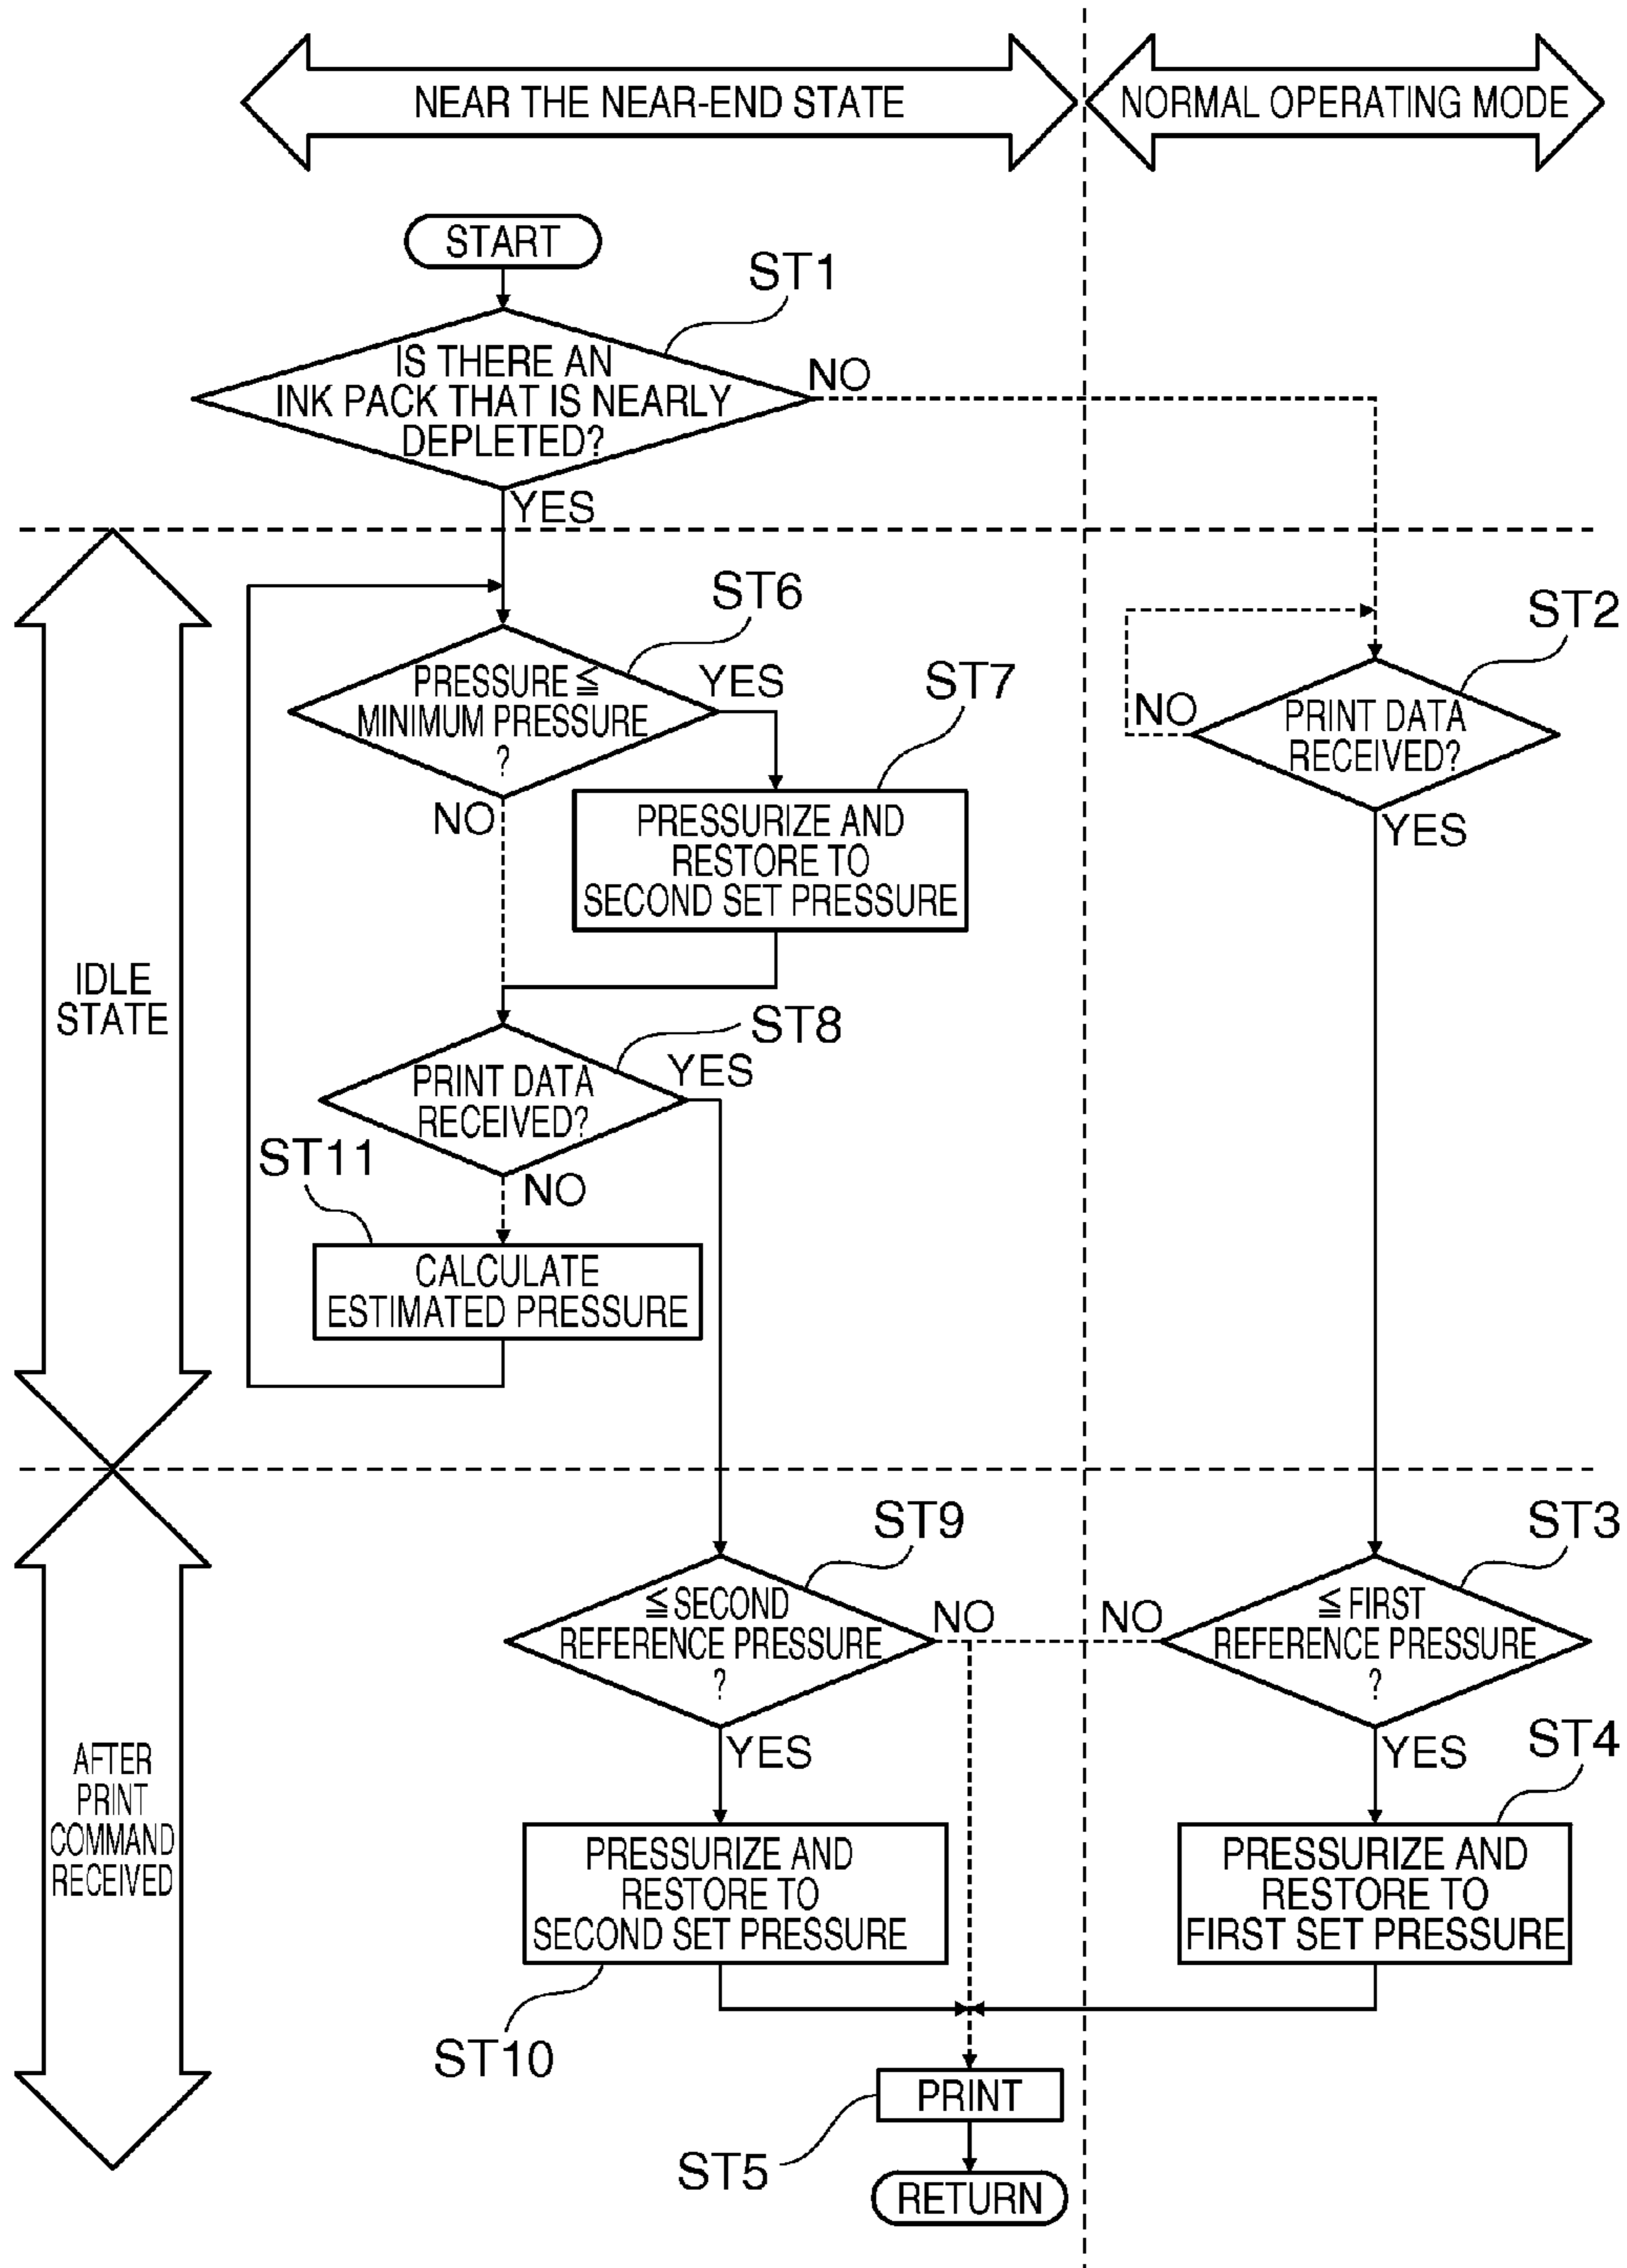 NEAR THE NEAR-END STATE
NORMAL OPERATING MODE
START
ST1
IS THERE AN
INK PACK THAT IS NEARLY
DEPLETED?
NO
YES
ST6
PRESSURE ≦
MINIMUM PRESSURE
?
YES
NO
ST7
PRESSURIZE AND
RESTORE TO
SECOND SET PRESSURE
ST2
PRINT DATA
RECEIVED?
NO
YES
IDLE
STATE
ST8
PRINT DATA
RECEIVED?
YES
NO
ST11
CALCULATE
ESTIMATED PRESSURE
ST9
≦ SECOND
REFERENCE PRESSURE
?
NO
YES
ST3
≦ FIRST
REFERENCE PRESSURE
?
NO
YES
AFTER
PRINT
COMMAND
RECEIVED
PRESSURIZE AND
RESTORE TO
SECOND SET PRESSURE
ST10
ST4
PRESSURIZE AND
RESTORE TO
FIRST SET PRESSURE
PRINT
ST5
RETURN